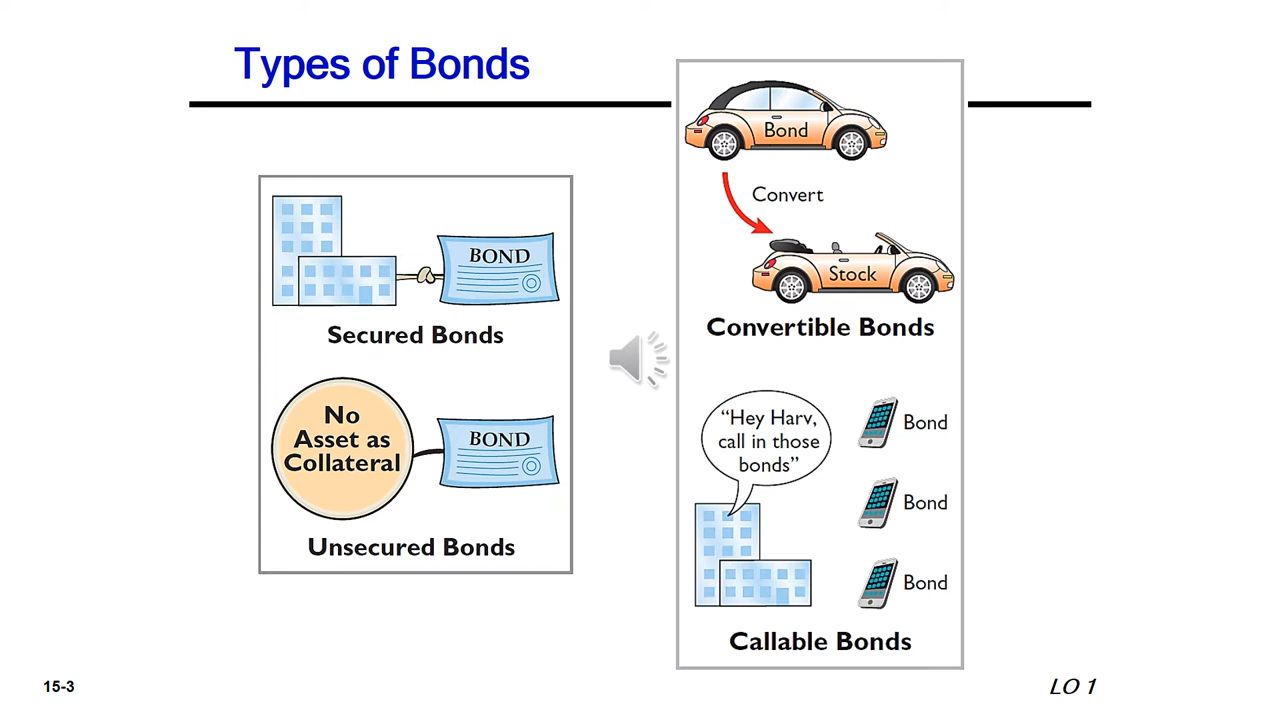 Types of Bonds
BOND
Secured Bonds
No
Asset as
Collateral
BOND
Unsecured Bonds
Bond
Convert
Stock
Convertible Bonds
“Hey Harv,
call in those
bonds”
Bond
Bond
Bond
Callable Bonds
15-3
LO 1